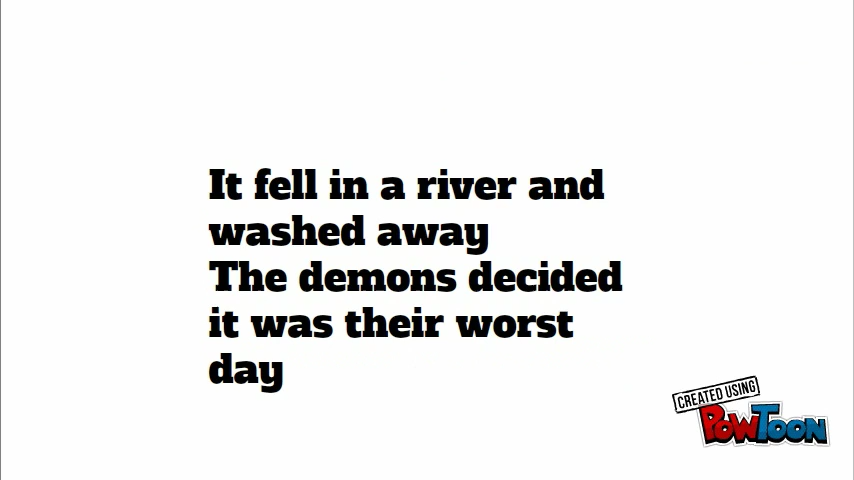 It fell in a river and
washed away
The demons decided
it was their worst
day
CREATED USING
POWTOON